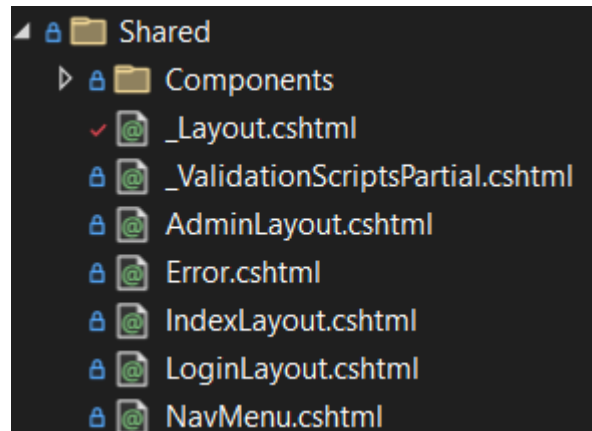 Shared
Components
_Layout.cshtml
_ValidationScriptsPartial.cshtml
AdminLayout.cshtml
Error.cshtml
IndexLayout.cshtml
LoginLayout.cshtml
NavMenu.cshtml